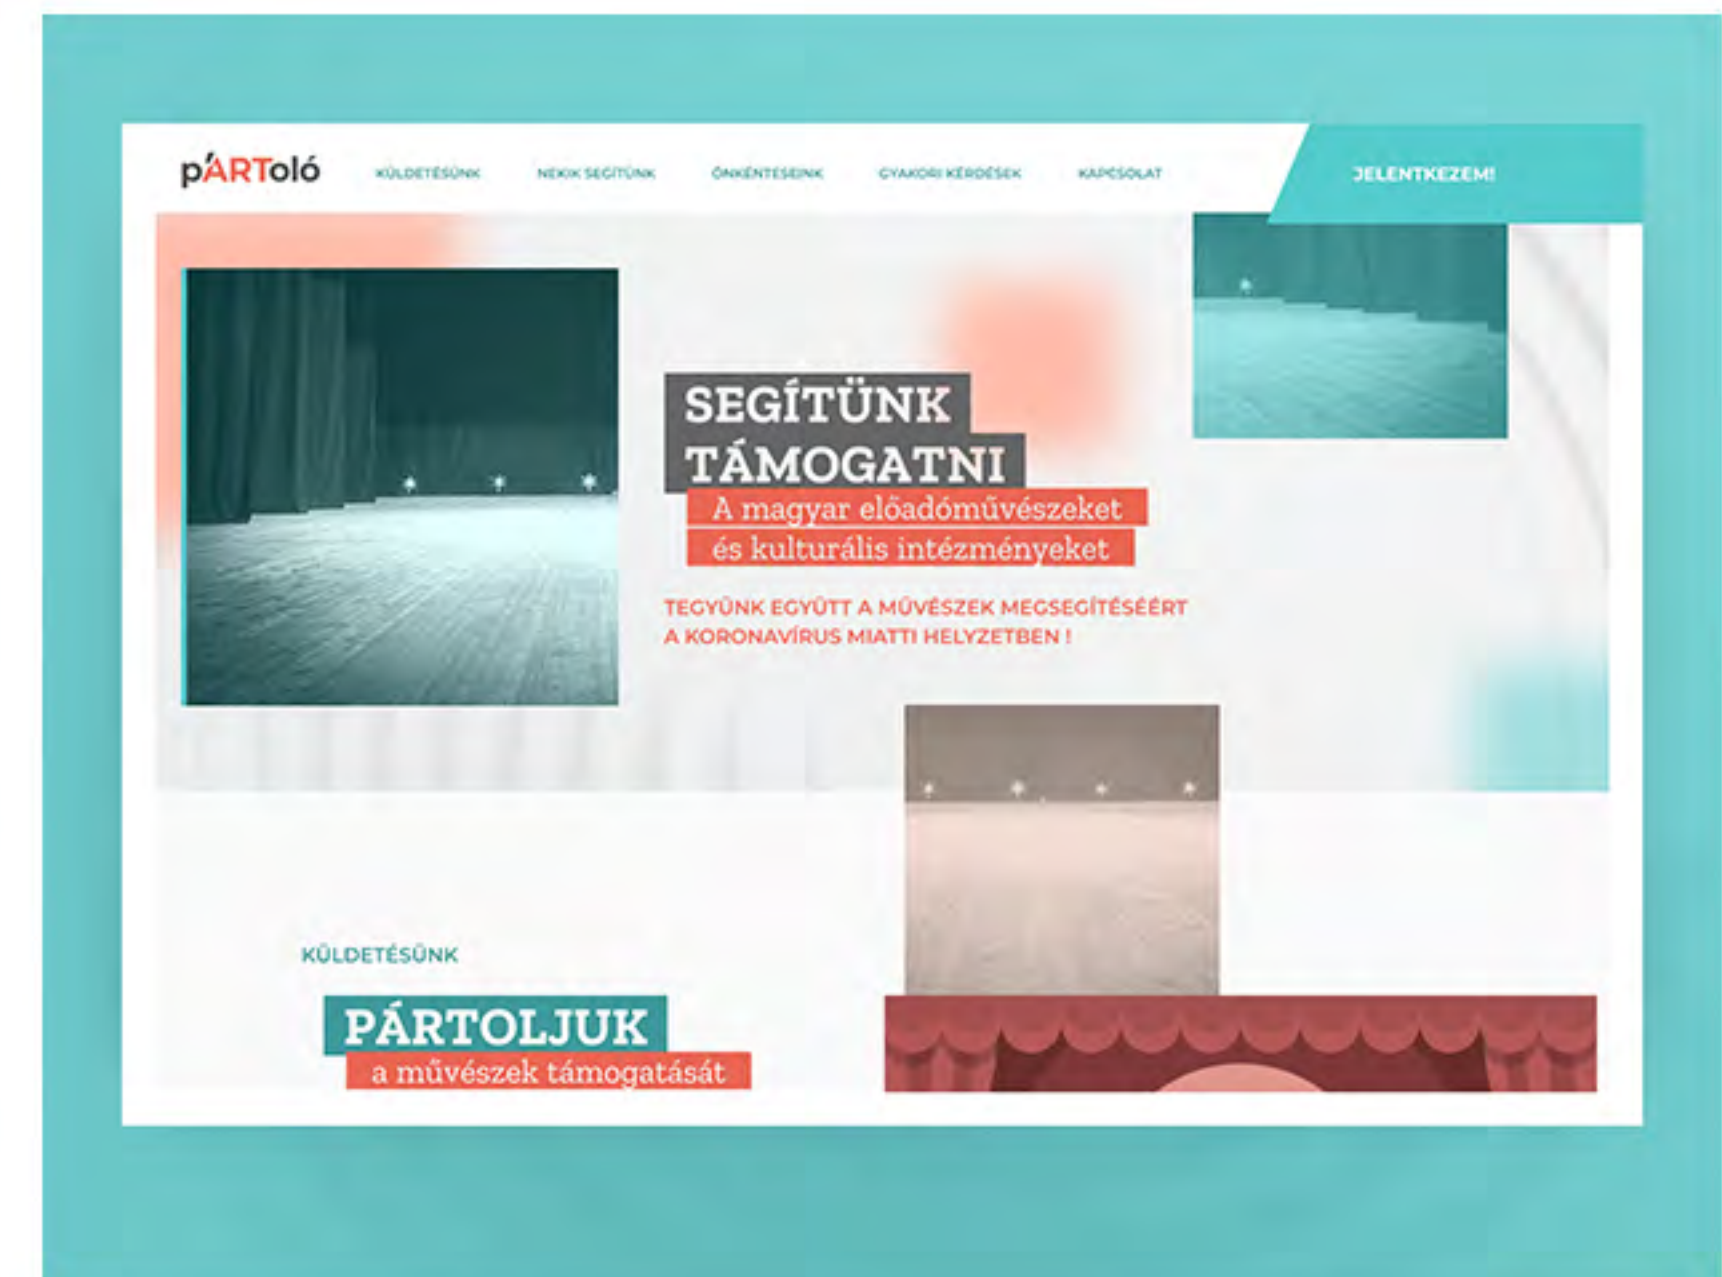 pÁRToló
KÜLDETÉSÜNK
NEKIK SEGÍTÜNK
ÖNKÉNTESEINK
GYAKORI KÉRDÉSEK
KAPCSOLAT
JELENTKEZEM!
SEGÍTÜNK
TÁMOGATNI
A magyar előadóművészeket
és kulturális intézményeket
TEGYÜNK EGYÜTT A MŰVÉSZEK MEGSEGÍTÉSÉÉRT
A KORONAVÍRUS MIATTI HELYZETBEN !
KÜLDETÉSÜNK
PÁRTOLJUK
a művészek támogatását